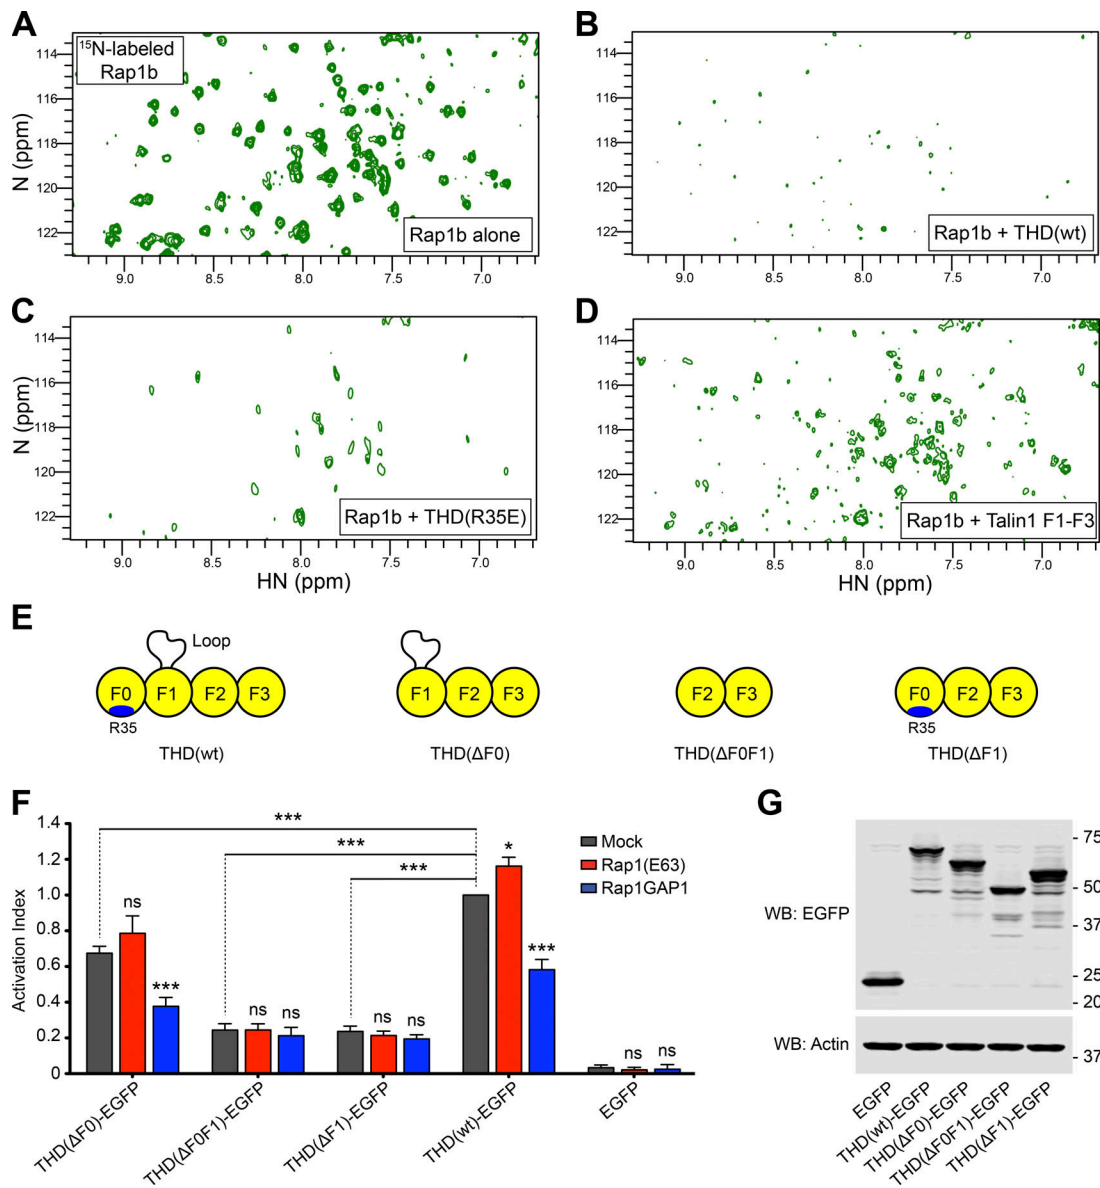 A
¹⁵N-labeled
Rap1b
Rap1b alone
N (ppm)
114
116
118
120
122
9.0 8.5 8.0 7.5 7.0
B
Rap1b + THD(wt)
114
116
118
120
122
9.0 8.5 8.0 7.5 7.0
C
Rap1b + THD(R35E)
N (ppm)
114
116
118
120
122
9.0 8.5 8.0 7.5 7.0
HN (ppm)
D
Rap1b + Talin1 F1-F3
114
116
118
120
122
9.0 8.5 8.0 7.5 7.0
HN (ppm)
E
Loop
F0 F1 F2 F3
R35
THD(wt)
F1 F2 F3
THD(ΔF0)
F2 F3
THD(ΔF0F1)
F0 F2 F3
R35
THD(ΔF1)
F
Activation Index
1.4
1.2
1.0
0.8
0.6
0.4
0.2
0
***
***
***
ns
***
ns
ns
ns
ns
*
***
ns
ns
Mock
Rap1(E63)
Rap1GAP1
THD(ΔF0)-EGFP
THD(ΔF0F1)-EGFP
THD(ΔF1)-EGFP
THD(wt)-EGFP
EGFP
G
WB: EGFP
75
50
37
25
20
WB: Actin
37
EGFP
THD(wt)-EGFP
THD(ΔF0)-EGFP
THD(ΔF0F1)-EGFP
THD(ΔF1)-EGFP